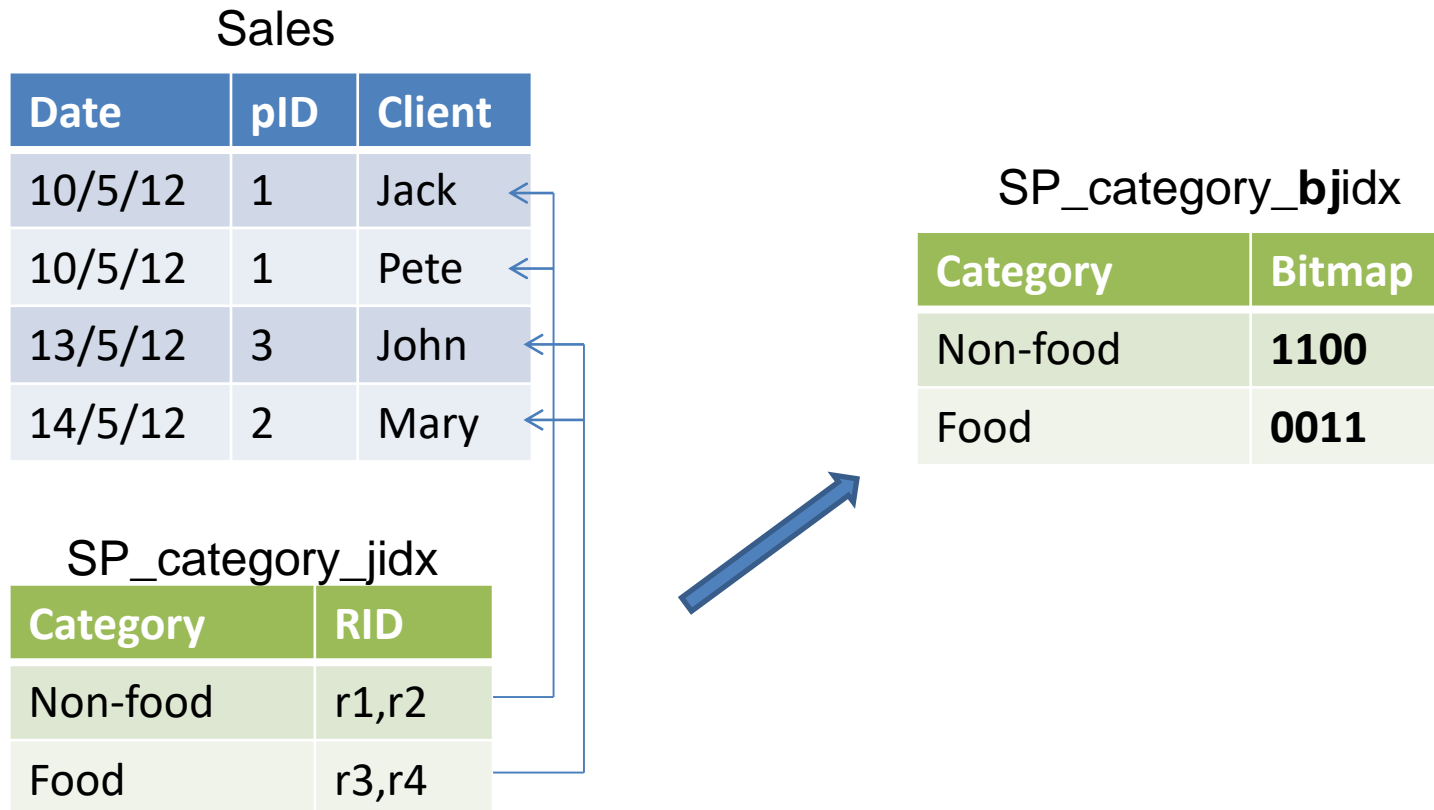 Sales
Date pID Client
10/5/12 1 Jack
10/5/12 1 Pete
13/5/12 3 John
14/5/12 2 Mary
SP_category_jidx
Category RID
Non-food r1,r2
Food r3,r4
SP_category_bjidx
Category Bitmap
Non-food 1100
Food 0011